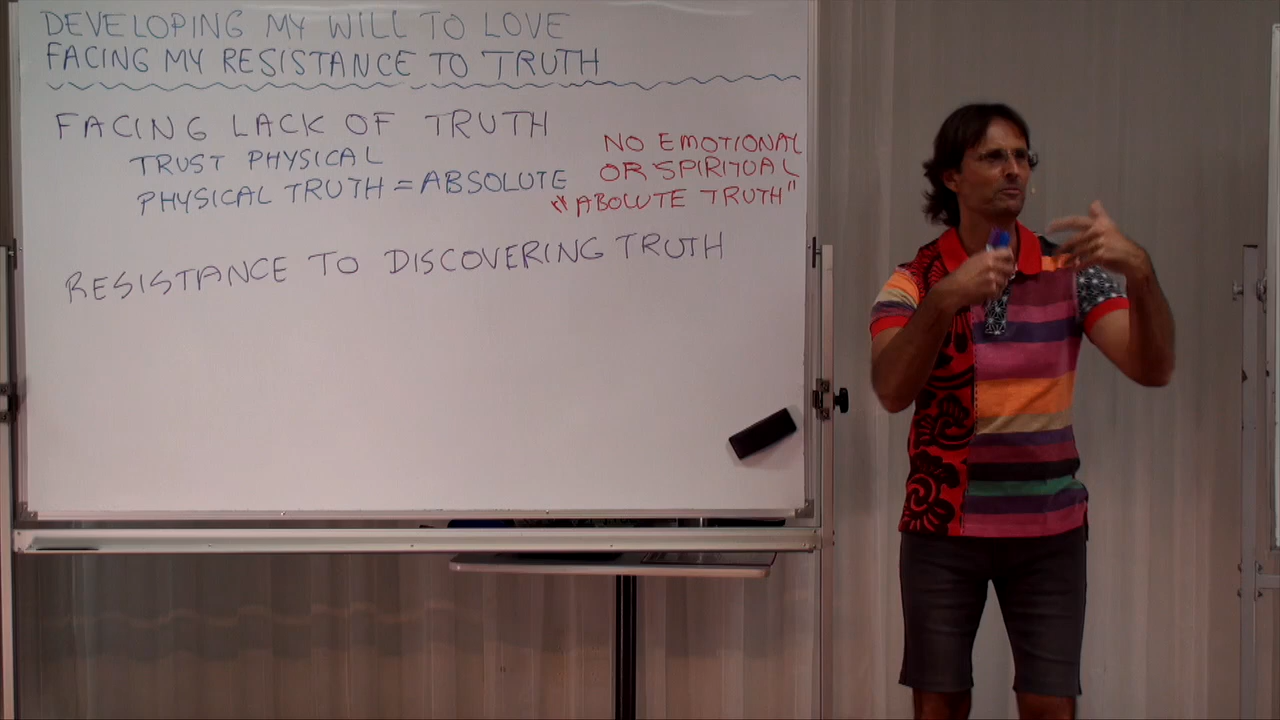 DEVELOPING MY WILL TO LOVE
FACING MY RESISTANCE TO TRUTH
FACING LACK OF TRUTH
TRUST PHYSICAL
PHYSICAL TRUTH = ABSOLUTE
NO EMOTIONAL
OR SPIRITUAL
"ABOLUTE TRUTH"
RESISTANCE TO DISCOVERING TRUTH